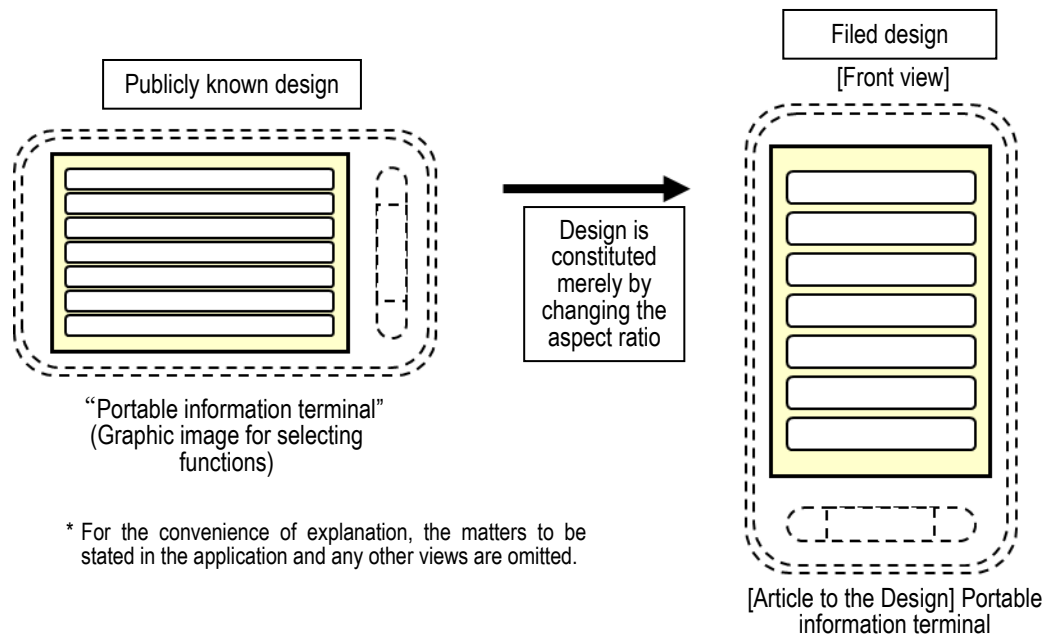 Publicly known design
“Portable information terminal”
(Graphic image for selecting
functions)
Design is
constituted
merely by
changing the
aspect ratio
Filed design
[Front view]
[Article to the Design] Portable
information terminal
* For the convenience of explanation, the matters to be
stated in the application and any other views are omitted.